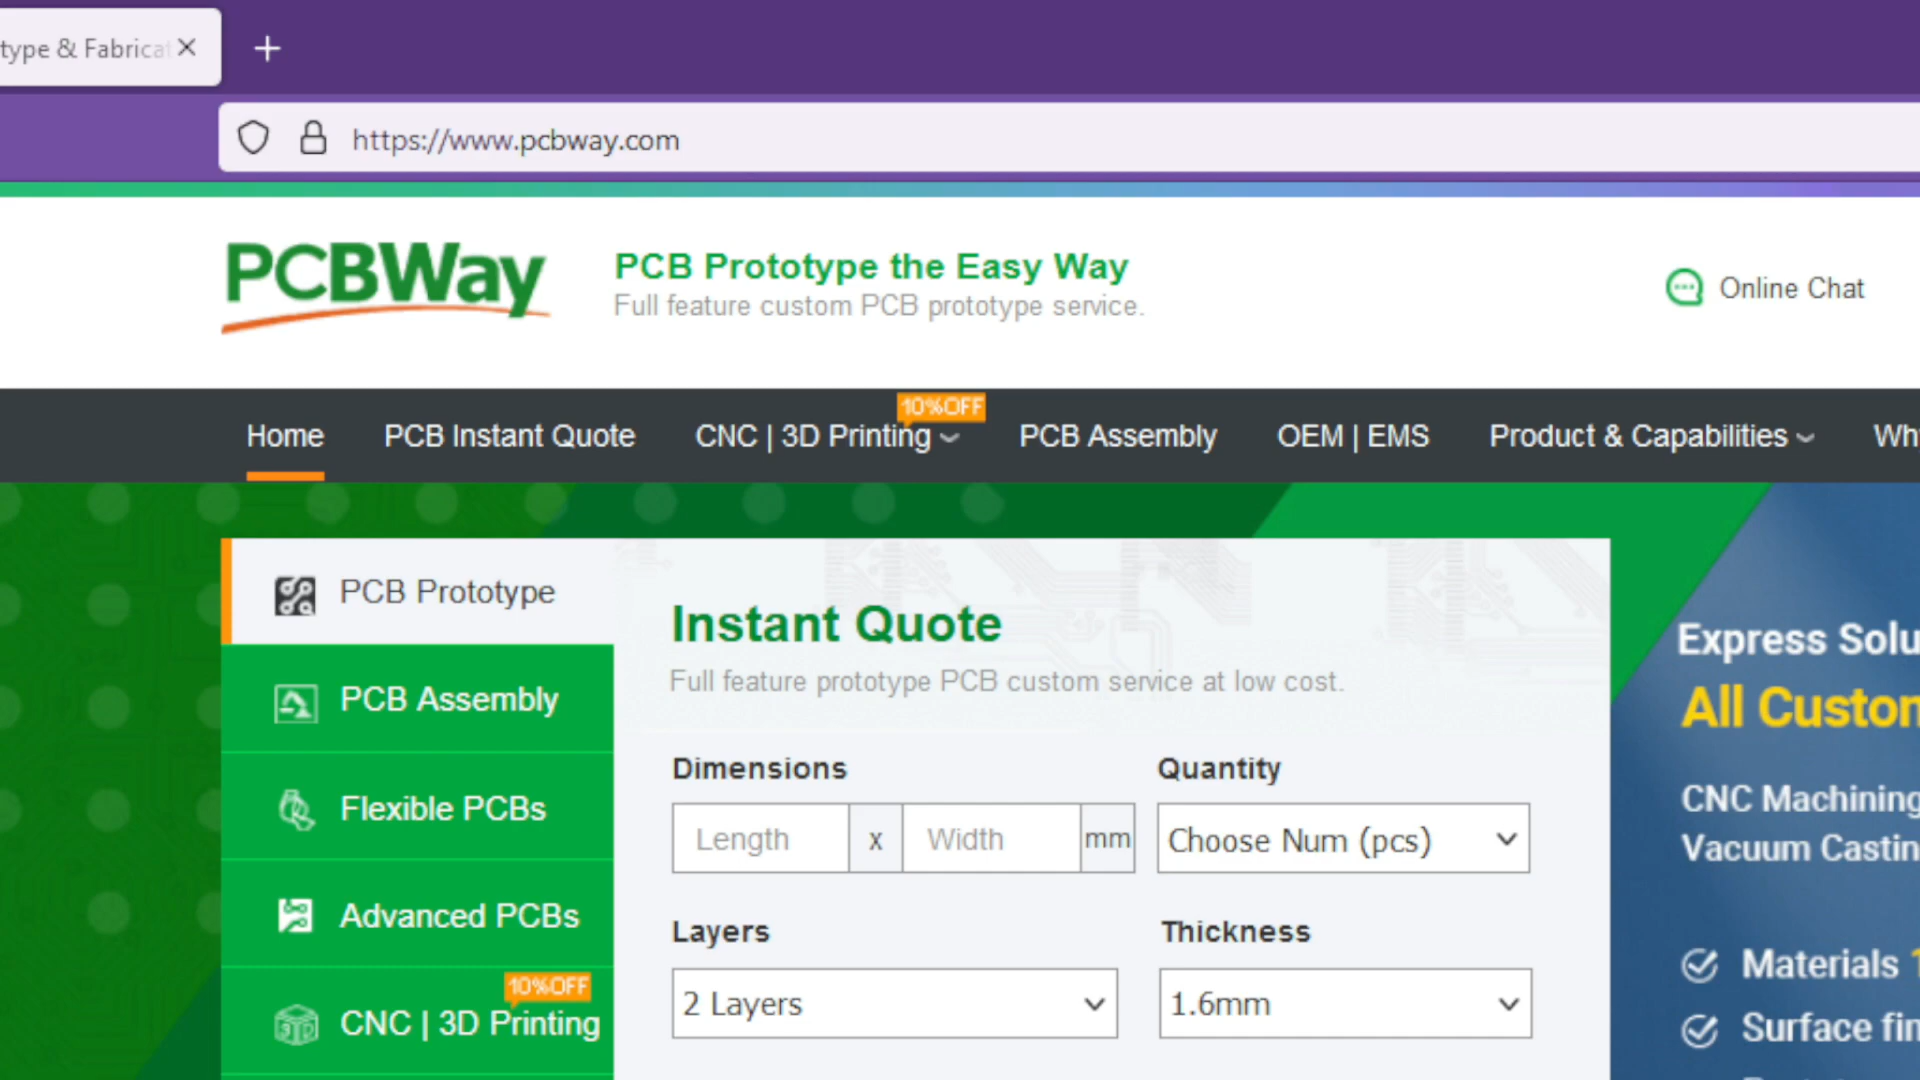 type & Fabricat
https://www.pcbway.com
PCBWay
PCB Prototype the Easy Way
Full feature custom PCB prototype service.
Online Chat
10%OFF
Home
PCB Instant Quote
CNC | 3D Printing
PCB Assembly
OEM | EMS
Product & Capabilities
Why
PCB Prototype
PCB Assembly
Flexible PCBs
Advanced PCBs
10%OFF
CNC | 3D Printing
Instant Quote
Full feature prototype PCB custom service at low cost.
Dimensions
Quantity
Length x Width mm
Choose Num (pcs)
Layers
Thickness
2 Layers
1.6mm
Express Solu
All Custom
CNC Machining
Vacuum Castin
Materials 1
Surface fin